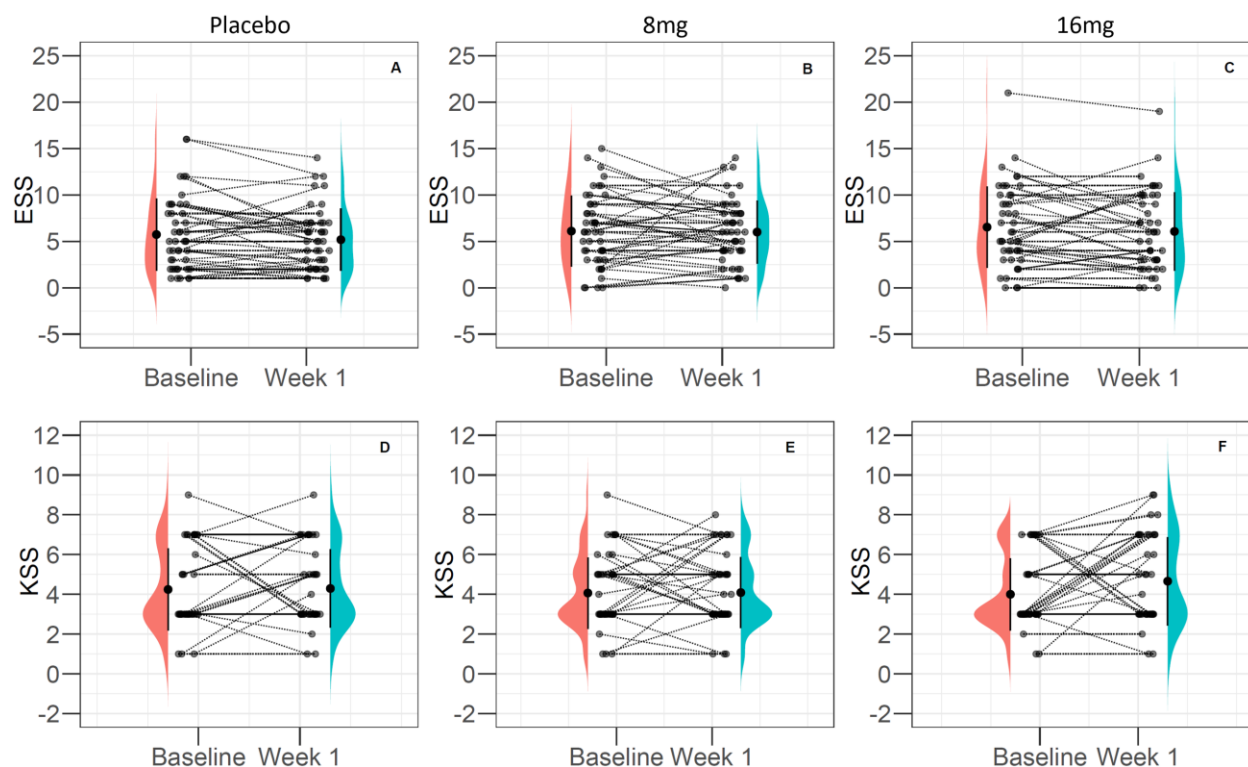 Placebo 8mg 16mg
A B C
ESS ESS ESS
25 25 25
20 20 20
15 15 15
10 10 10
5 5 5
0 0 0
-5 -5 -5
Baseline Week 1 Baseline Week 1 Baseline Week 1
D E F
KSS KSS KSS
12 12 12
10 10 10
8 8 8
6 6 6
4 4 4
2 2 2
0 0 0
-2 -2 -2
Baseline Week 1 Baseline Week 1 Baseline Week 1